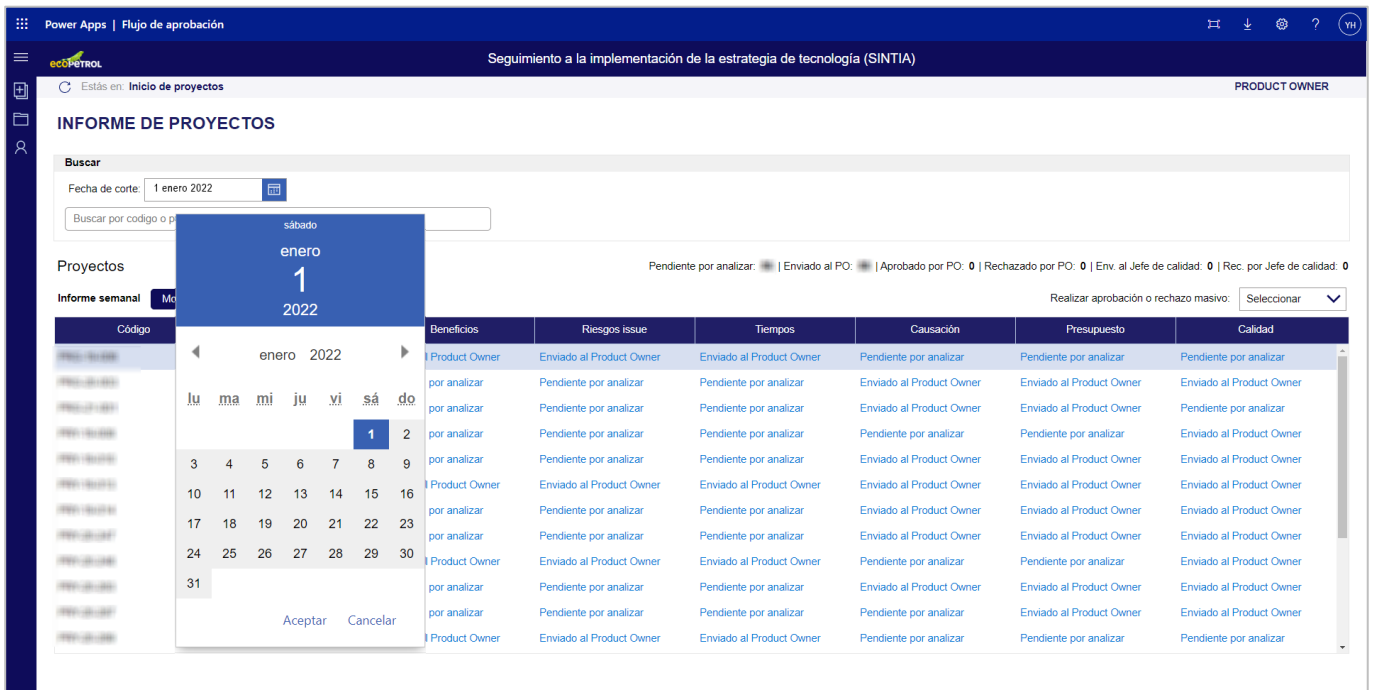 Power Apps | Flujo de aprobación ? YH
ecoPETROL Seguimiento a la implementación de la estrategia de tecnología (SINTIA)
Estás en: Inicio de proyectos PRODUCT OWNER
INFORME DE PROYECTOS
Buscar
Fecha de corte: 1 enero 2022
Buscar por codigo o
sábado
enero
1
2022
Proyectos Pendiente por analizar: | Enviado al PO: | Aprobado por PO: 0 | Rechazado por PO: 0 | Env. al Jefe de calidad: 0 | Rec. por Jefe de calidad: 0
Informe semanal Mo Realizar aprobación o rechazo masivo: Seleccionar
enero 2022
lu ma mi ju vi sá do
1 2
3 4 5 6 7 8 9
10 11 12 13 14 15 16
17 18 19 20 21 22 23
24 25 26 27 28 29 30
31
Aceptar Cancelar
Código Beneficios Riesgos issue Tiempos Causación Presupuesto Calidad
l Product Owner Enviado al Product Owner Enviado al Product Owner Pendiente por analizar Pendiente por analizar Pendiente por analizar
por analizar Pendiente por analizar Pendiente por analizar Enviado al Product Owner Enviado al Product Owner Enviado al Product Owner
por analizar Pendiente por analizar Pendiente por analizar Enviado al Product Owner Enviado al Product Owner Pendiente por analizar
por analizar Pendiente por analizar Pendiente por analizar Pendiente por analizar Pendiente por analizar Enviado al Product Owner
por analizar Pendiente por analizar Pendiente por analizar Enviado al Product Owner Enviado al Product Owner Enviado al Product Owner
l Product Owner Enviado al Product Owner Enviado al Product Owner Enviado al Product Owner Enviado al Product Owner Enviado al Product Owner
por analizar Pendiente por analizar Pendiente por analizar Enviado al Product Owner Enviado al Product Owner Enviado al Product Owner
por analizar Pendiente por analizar Pendiente por analizar Enviado al Product Owner Enviado al Product Owner Enviado al Product Owner
l Product Owner Enviado al Product Owner Enviado al Product Owner Pendiente por analizar Enviado al Product Owner Enviado al Product Owner
por analizar Pendiente por analizar Pendiente por analizar Enviado al Product Owner Enviado al Product Owner Enviado al Product Owner
por analizar Pendiente por analizar Pendiente por analizar Pendiente por analizar Enviado al Product Owner Enviado al Product Owner
l Product Owner Enviado al Product Owner Enviado al Product Owner Pendiente por analizar Pendiente por analizar Pendiente por analizar